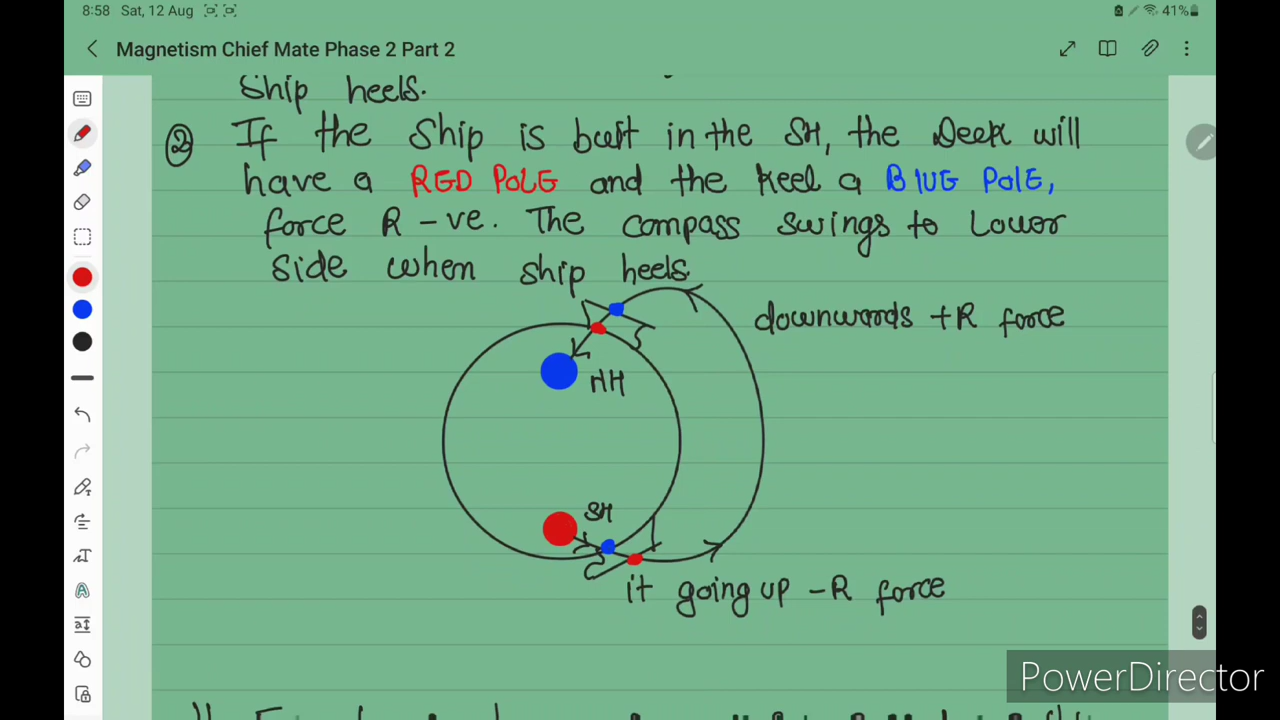 8:58 Sat, 12 Aug
41%
Magnetism Chief Mate Phase 2 Part 2
Ship heels.
② If the Ship is built in the SH, the Deck will
have a RED POLE and the Keel a BLUE POLE,
force R -ve. The compass swings to Lower
side when ship heels.
downwards +R force
NH
SH
it going up -R force
PowerDirector